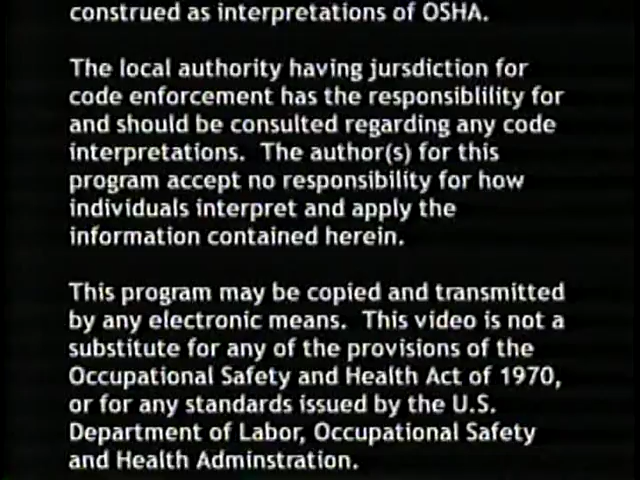 construed as interpretations of OSHA.
The local authority having jursdiction for
code enforcement has the responsiblility for
and should be consulted regarding any code
interpretations.  The author(s) for this
program accept no responsibility for how
individuals interpret and apply the
information contained herein.
This program may be copied and transmitted
by any electronic means.  This video is not a
substitute for any of the provisions of the
Occupational Safety and Health Act of 1970,
or for any standards issued by the U.S.
Department of Labor, Occupational Safety
and Health Adminstration.